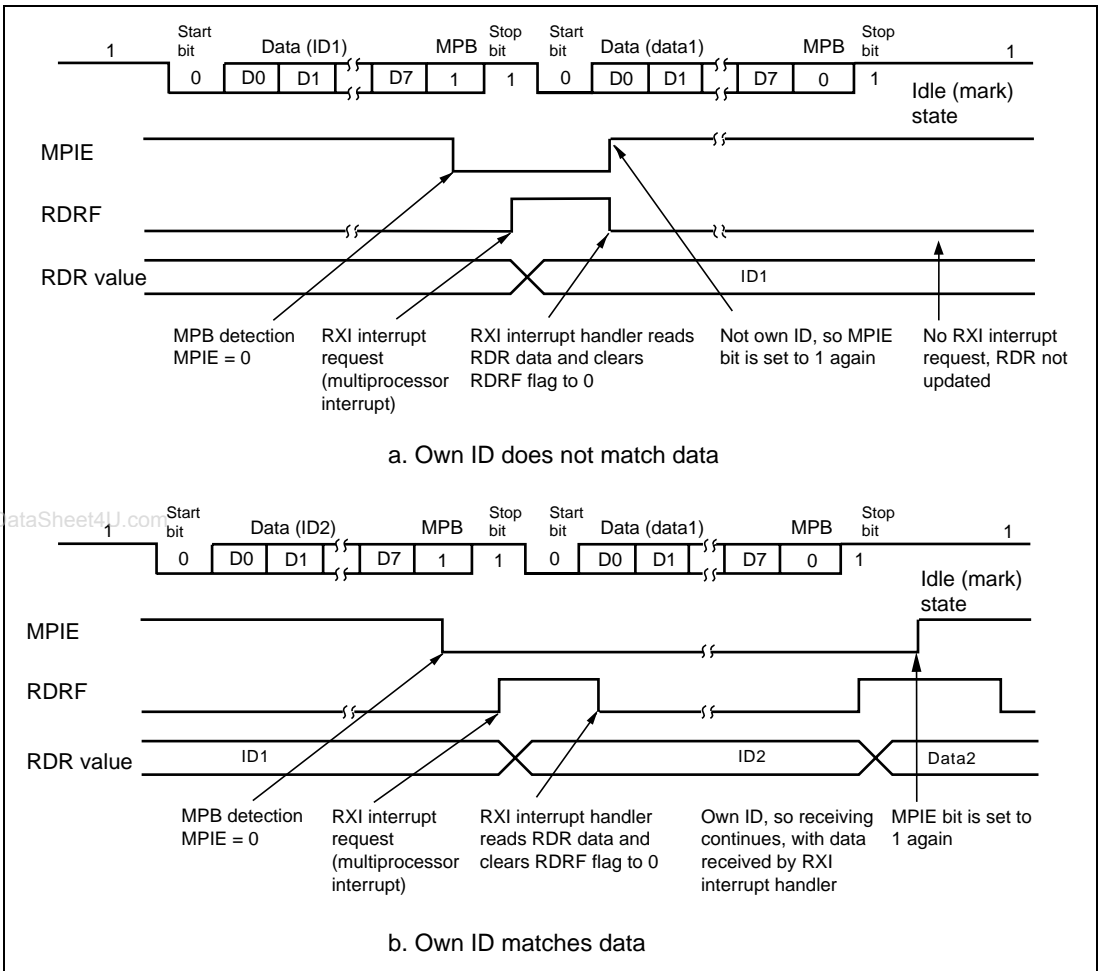 Start bit Data (ID1) MPB Stop bit Start bit Data (data1) MPB Stop bit
1 1
0 D0 D1 D7 1 1 0 D0 D1 D7 0 1
Idle (mark)
state
MPIE
RDRF
RDR value
ID1
MPB detection
MPIE = 0
RXI interrupt
request
(multiprocessor
interrupt)
RXI interrupt handler reads
RDR data and clears
RDRF flag to 0
Not own ID, so MPIE
bit is set to 1 again
No RXI interrupt
request, RDR not
updated
a. Own ID does not match data
DataSheet4U.com
Start bit Data (ID2) MPB Stop bit Start bit Data (data1) MPB Stop bit
1 1
0 D0 D1 D7 1 1 0 D0 D1 D7 0 1
Idle (mark)
state
MPIE
RDRF
RDR value
ID1 ID2 Data2
MPB detection
MPIE = 0
RXI interrupt
request
(multiprocessor
interrupt)
RXI interrupt handler
reads RDR data and
clears RDRF flag to 0
Own ID, so receiving
continues, with data
received by RXI
interrupt handler
MPIE bit is set to
1 again
b. Own ID matches data